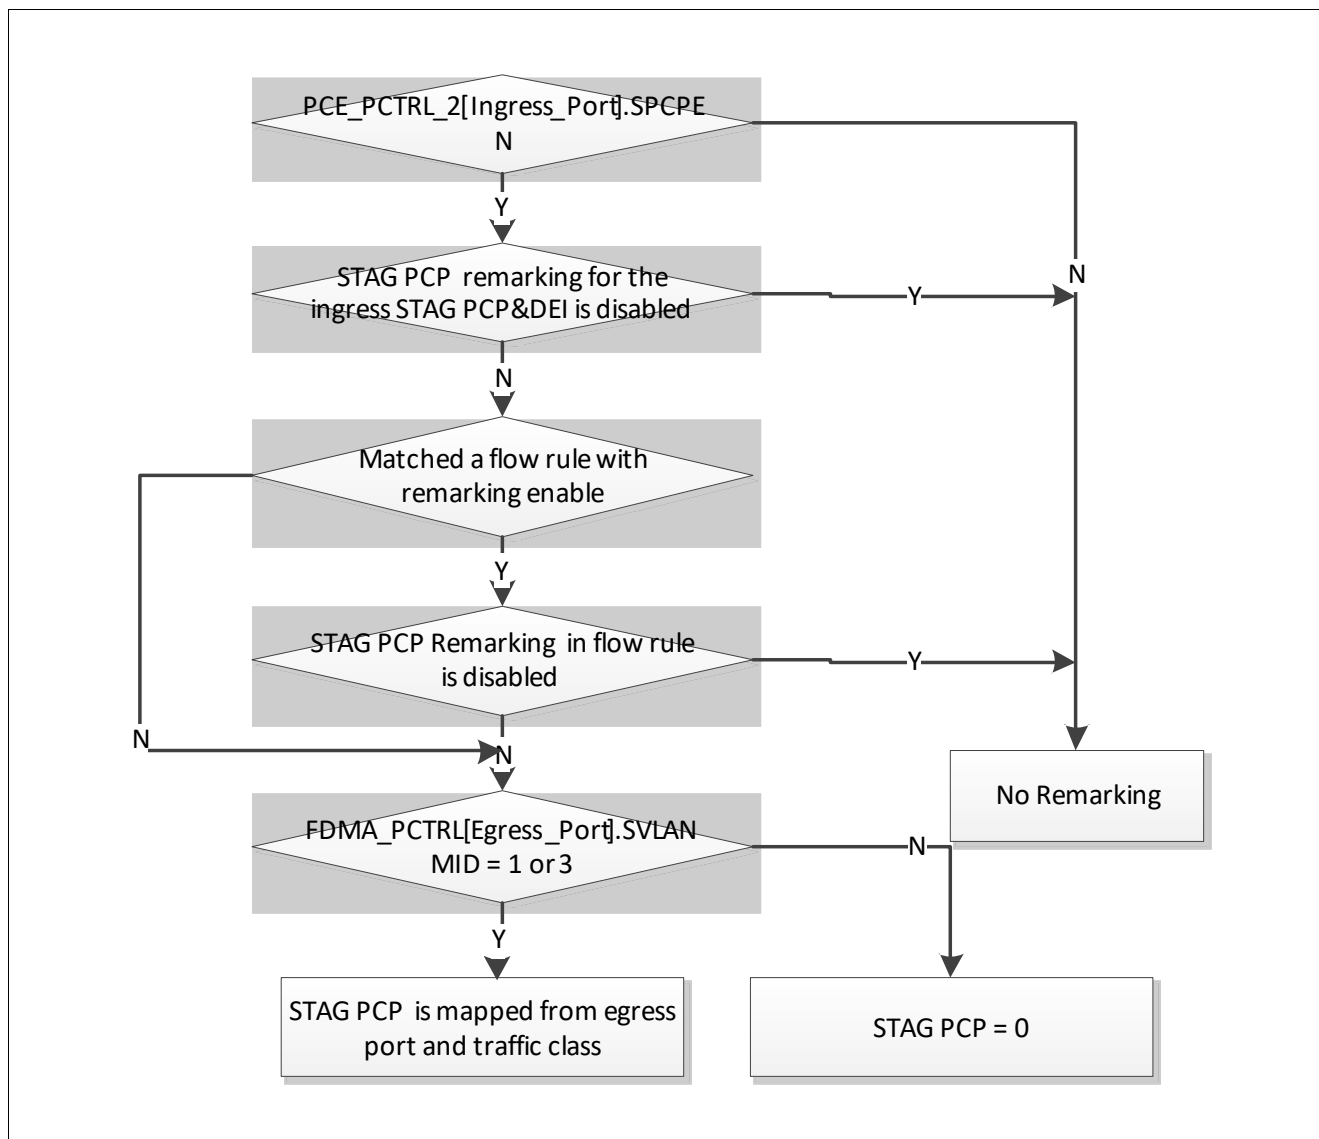 PCE_PCTRL_2[Ingress_Port].SPCPE
N
Y
N
STAG PCP remarking for the
ingress STAG PCP&DEI is disabled
Y
N
Matched a flow rule with
remarking enable
Y
STAG PCP Remarking in flow rule
is disabled
Y
N
N
No Remarking
FDMA_PCTRL[Egress_Port].SVLAN
MID = 1 or 3
N
Y
STAG PCP is mapped from egress
port and traffic class
STAG PCP = 0